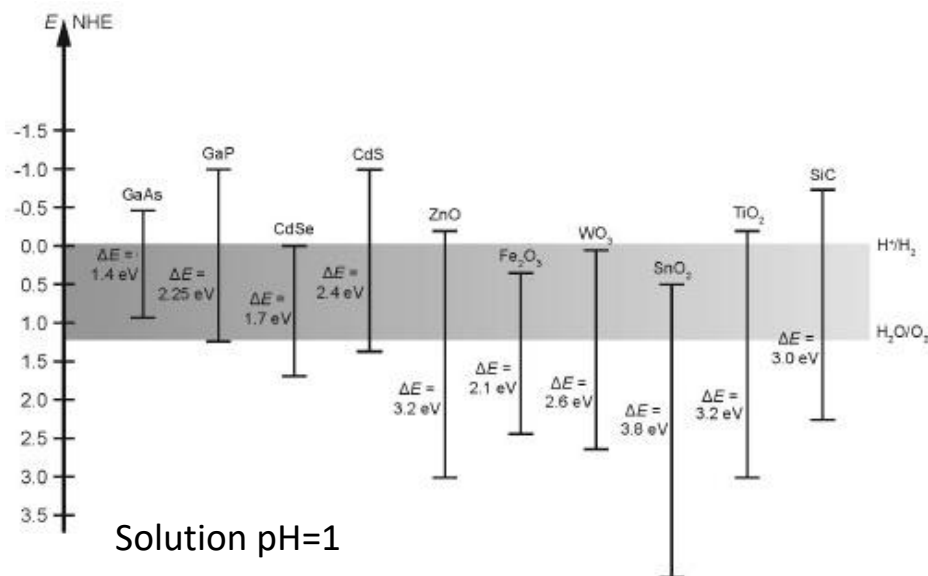 E NHE
-1.5
-1.0
-0.5
0.0
0.5
1.0
1.5
2.0
2.5
3.0
3.5
GaAs
ΔE =
1.4 eV
GaP
ΔE =
2.25 eV
CdSe
ΔE =
1.7 eV
CdS
ΔE =
2.4 eV
ZnO
ΔE =
3.2 eV
Fe₂O₃
ΔE =
2.1 eV
WO₃
ΔE =
2.6 eV
SnO₂
ΔE =
3.8 eV
TiO₂
ΔE =
3.2 eV
SiC
ΔE =
3.0 eV
H⁺/H₂
H₂O/O₂
Solution pH=1